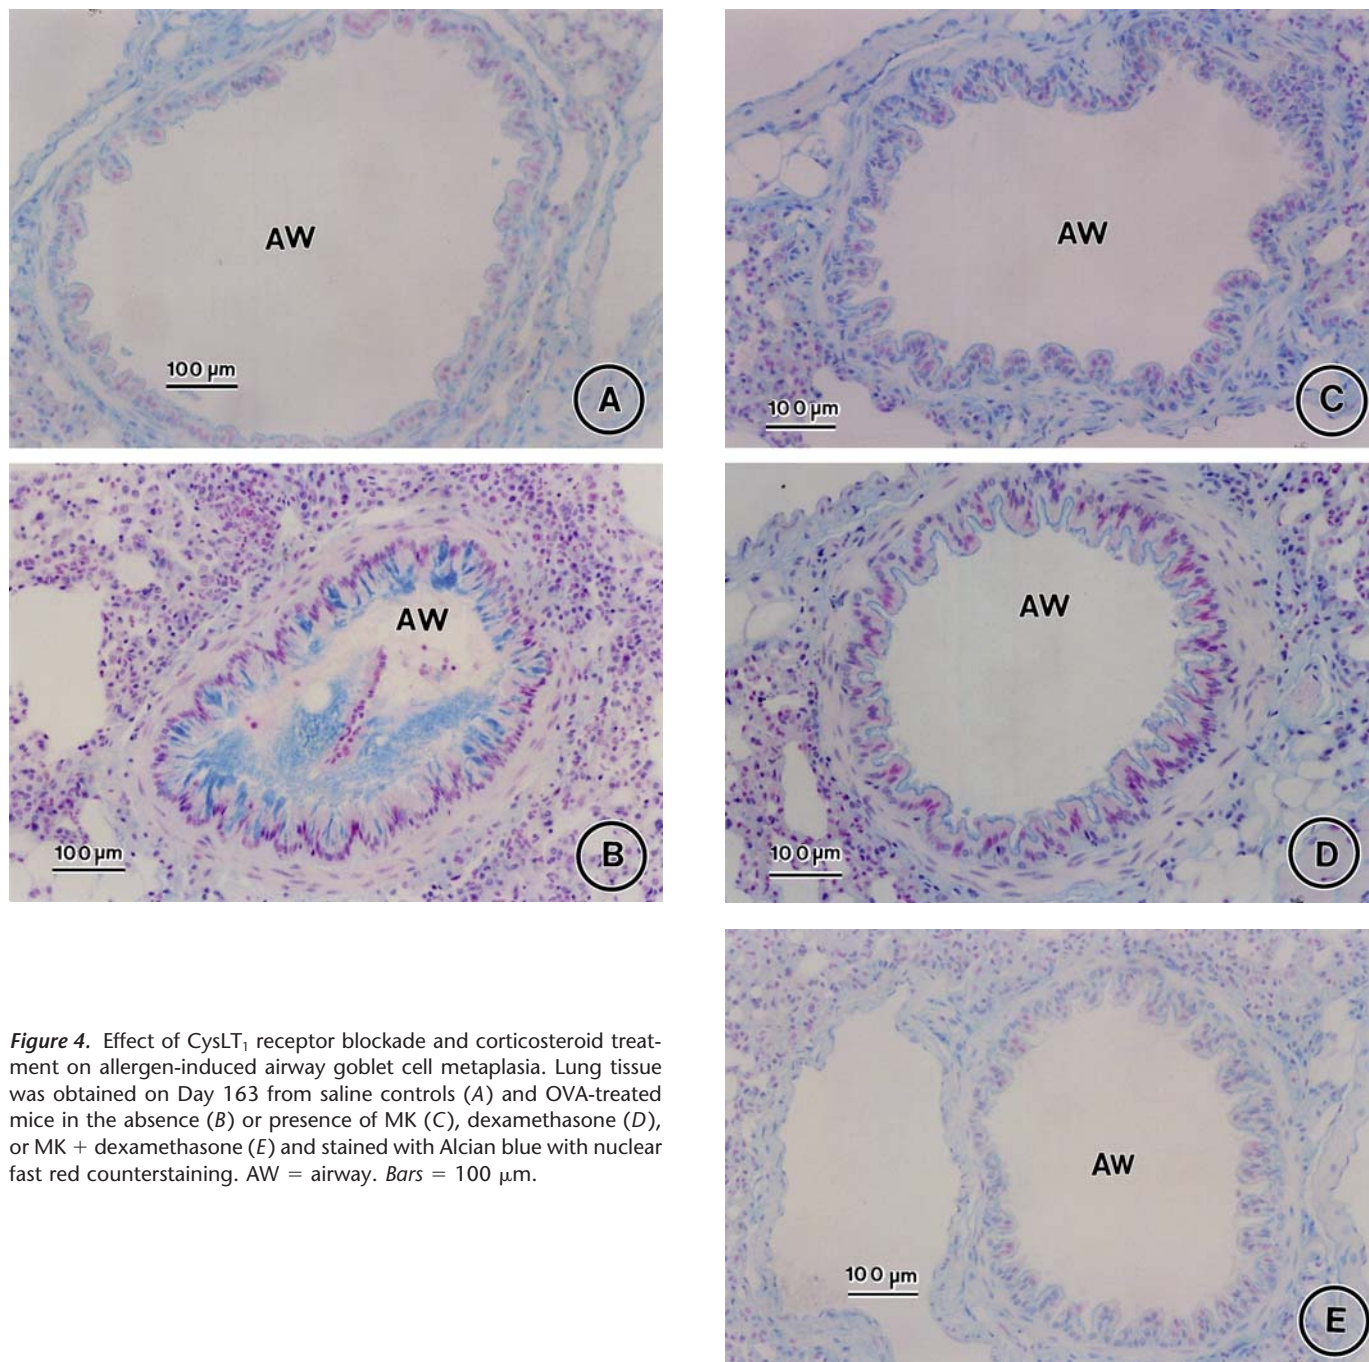 AW
100 µm
A
AW
100 µm
C
AW
100 µm
B
AW
100 µm
D
Figure 4. Effect of CysLT₁ receptor blockade and corticosteroid treat-
ment on allergen-induced airway goblet cell metaplasia. Lung tissue
was obtained on Day 163 from saline controls (A) and OVA-treated
mice in the absence (B) or presence of MK (C), dexamethasone (D),
or MK + dexamethasone (E) and stained with Alcian blue with nuclear
fast red counterstaining. AW = airway. Bars = 100 μm.
AW
100 µm
E